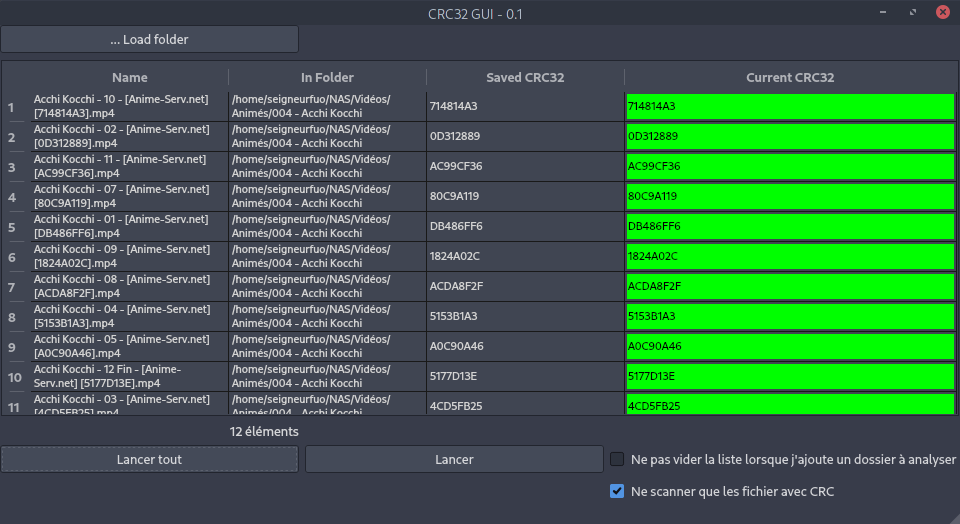 CRC32 GUI - 0.1
... Load folder
Name In Folder Saved CRC32 Current CRC32
1 Acchi Kocchi - 10 - [Anime-Serv.net] /home/seigneurfuo/NAS/Vidéos/ 714814A3 714814A3
[714814A3].mp4 Animés/004 - Acchi Kocchi
2 Acchi Kocchi - 02 - [Anime-Serv.net] /home/seigneurfuo/NAS/Vidéos/ 0D312889 0D312889
[0D312889].mp4 Animés/004 - Acchi Kocchi
3 Acchi Kocchi - 11 - [Anime-Serv.net] /home/seigneurfuo/NAS/Vidéos/ AC99CF36 AC99CF36
[AC99CF36].mp4 Animés/004 - Acchi Kocchi
4 Acchi Kocchi - 07 - [Anime-Serv.net] /home/seigneurfuo/NAS/Vidéos/ 80C9A119 80C9A119
[80C9A119].mp4 Animés/004 - Acchi Kocchi
5 Acchi Kocchi - 01 - [Anime-Serv.net] /home/seigneurfuo/NAS/Vidéos/ DB486FF6 DB486FF6
[DB486FF6].mp4 Animés/004 - Acchi Kocchi
6 Acchi Kocchi - 09 - [Anime-Serv.net] /home/seigneurfuo/NAS/Vidéos/ 1824A02C 1824A02C
[1824A02C].mp4 Animés/004 - Acchi Kocchi
7 Acchi Kocchi - 08 - [Anime-Serv.net] /home/seigneurfuo/NAS/Vidéos/ ACDA8F2F ACDA8F2F
[ACDA8F2F].mp4 Animés/004 - Acchi Kocchi
8 Acchi Kocchi - 04 - [Anime-Serv.net] /home/seigneurfuo/NAS/Vidéos/ 5153B1A3 5153B1A3
[5153B1A3].mp4 Animés/004 - Acchi Kocchi
9 Acchi Kocchi - 05 - [Anime-Serv.net] /home/seigneurfuo/NAS/Vidéos/ A0C90A46 A0C90A46
[A0C90A46].mp4 Animés/004 - Acchi Kocchi
10 Acchi Kocchi - 12 Fin - [Anime- /home/seigneurfuo/NAS/Vidéos/ 5177D13E 5177D13E
Serv.net] [5177D13E].mp4 Animés/004 - Acchi Kocchi
11 Acchi Kocchi - 03 - [Anime-Serv.net] /home/seigneurfuo/NAS/Vidéos/ 4CD5FB25 4CD5FB25
[4CD5FB25].mp4 Animés/004 - Acchi Kocchi
12 éléments
Lancer tout Lancer Ne pas vider la liste lorsque j'ajoute un dossier à analyser
Ne scanner que les fichier avec CRC